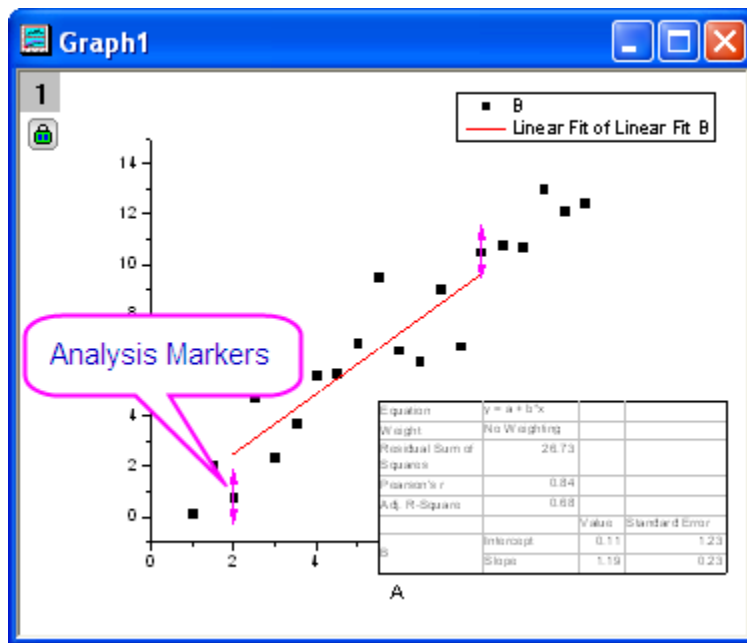 Graph1
1
B
Linear Fit of Linear Fit B
14
12
10
8
Analysis Markers
4
2
0
0
2
4
A
Equation y = a + b*x
Weight No Weighting
Residual Sum of Squares 26.73
Pearson's r 0.84
Adj. R-Square 0.68
Value Standard Error
B Intercept 0.11 1.23
Slope 1.19 0.23